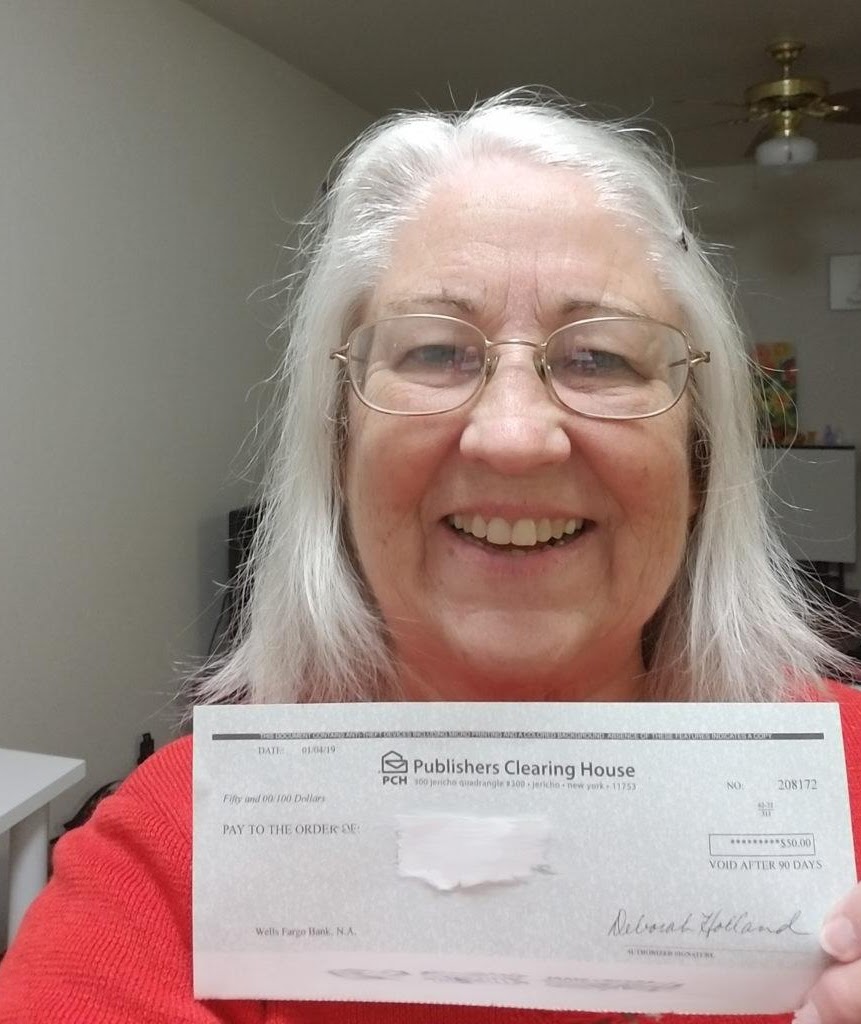 THIS DOCUMENT CONTAINS ANTI-THEFT DEVICES INCLUDING MICRO PRINTING AND A COLORED BACKGROUND. ABSENCE OF THESE FEATURES INDICATES A COPY
DATE: 01/04/19
PCH
Publishers Clearing House
300 jericho quadrangle #300 • jericho • new york • 11753
NO: 208172
Fifty and 00/100 Dollars
PAY TO THE ORDER OF:
*********$50.00
VOID AFTER 90 DAYS
Wells Fargo Bank, N.A.
Deborah Holland
AUTHORIZED SIGNATURE